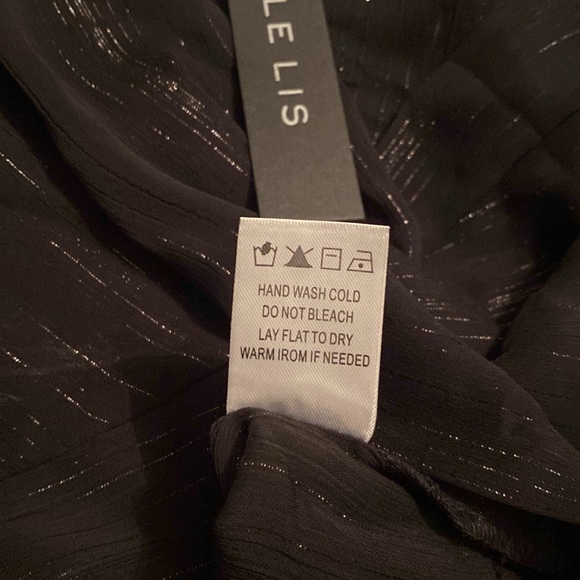 LE LIS
HAND WASH COLD
DO NOT BLEACH
LAY FLAT TO DRY
WARM IROM IF NEEDED